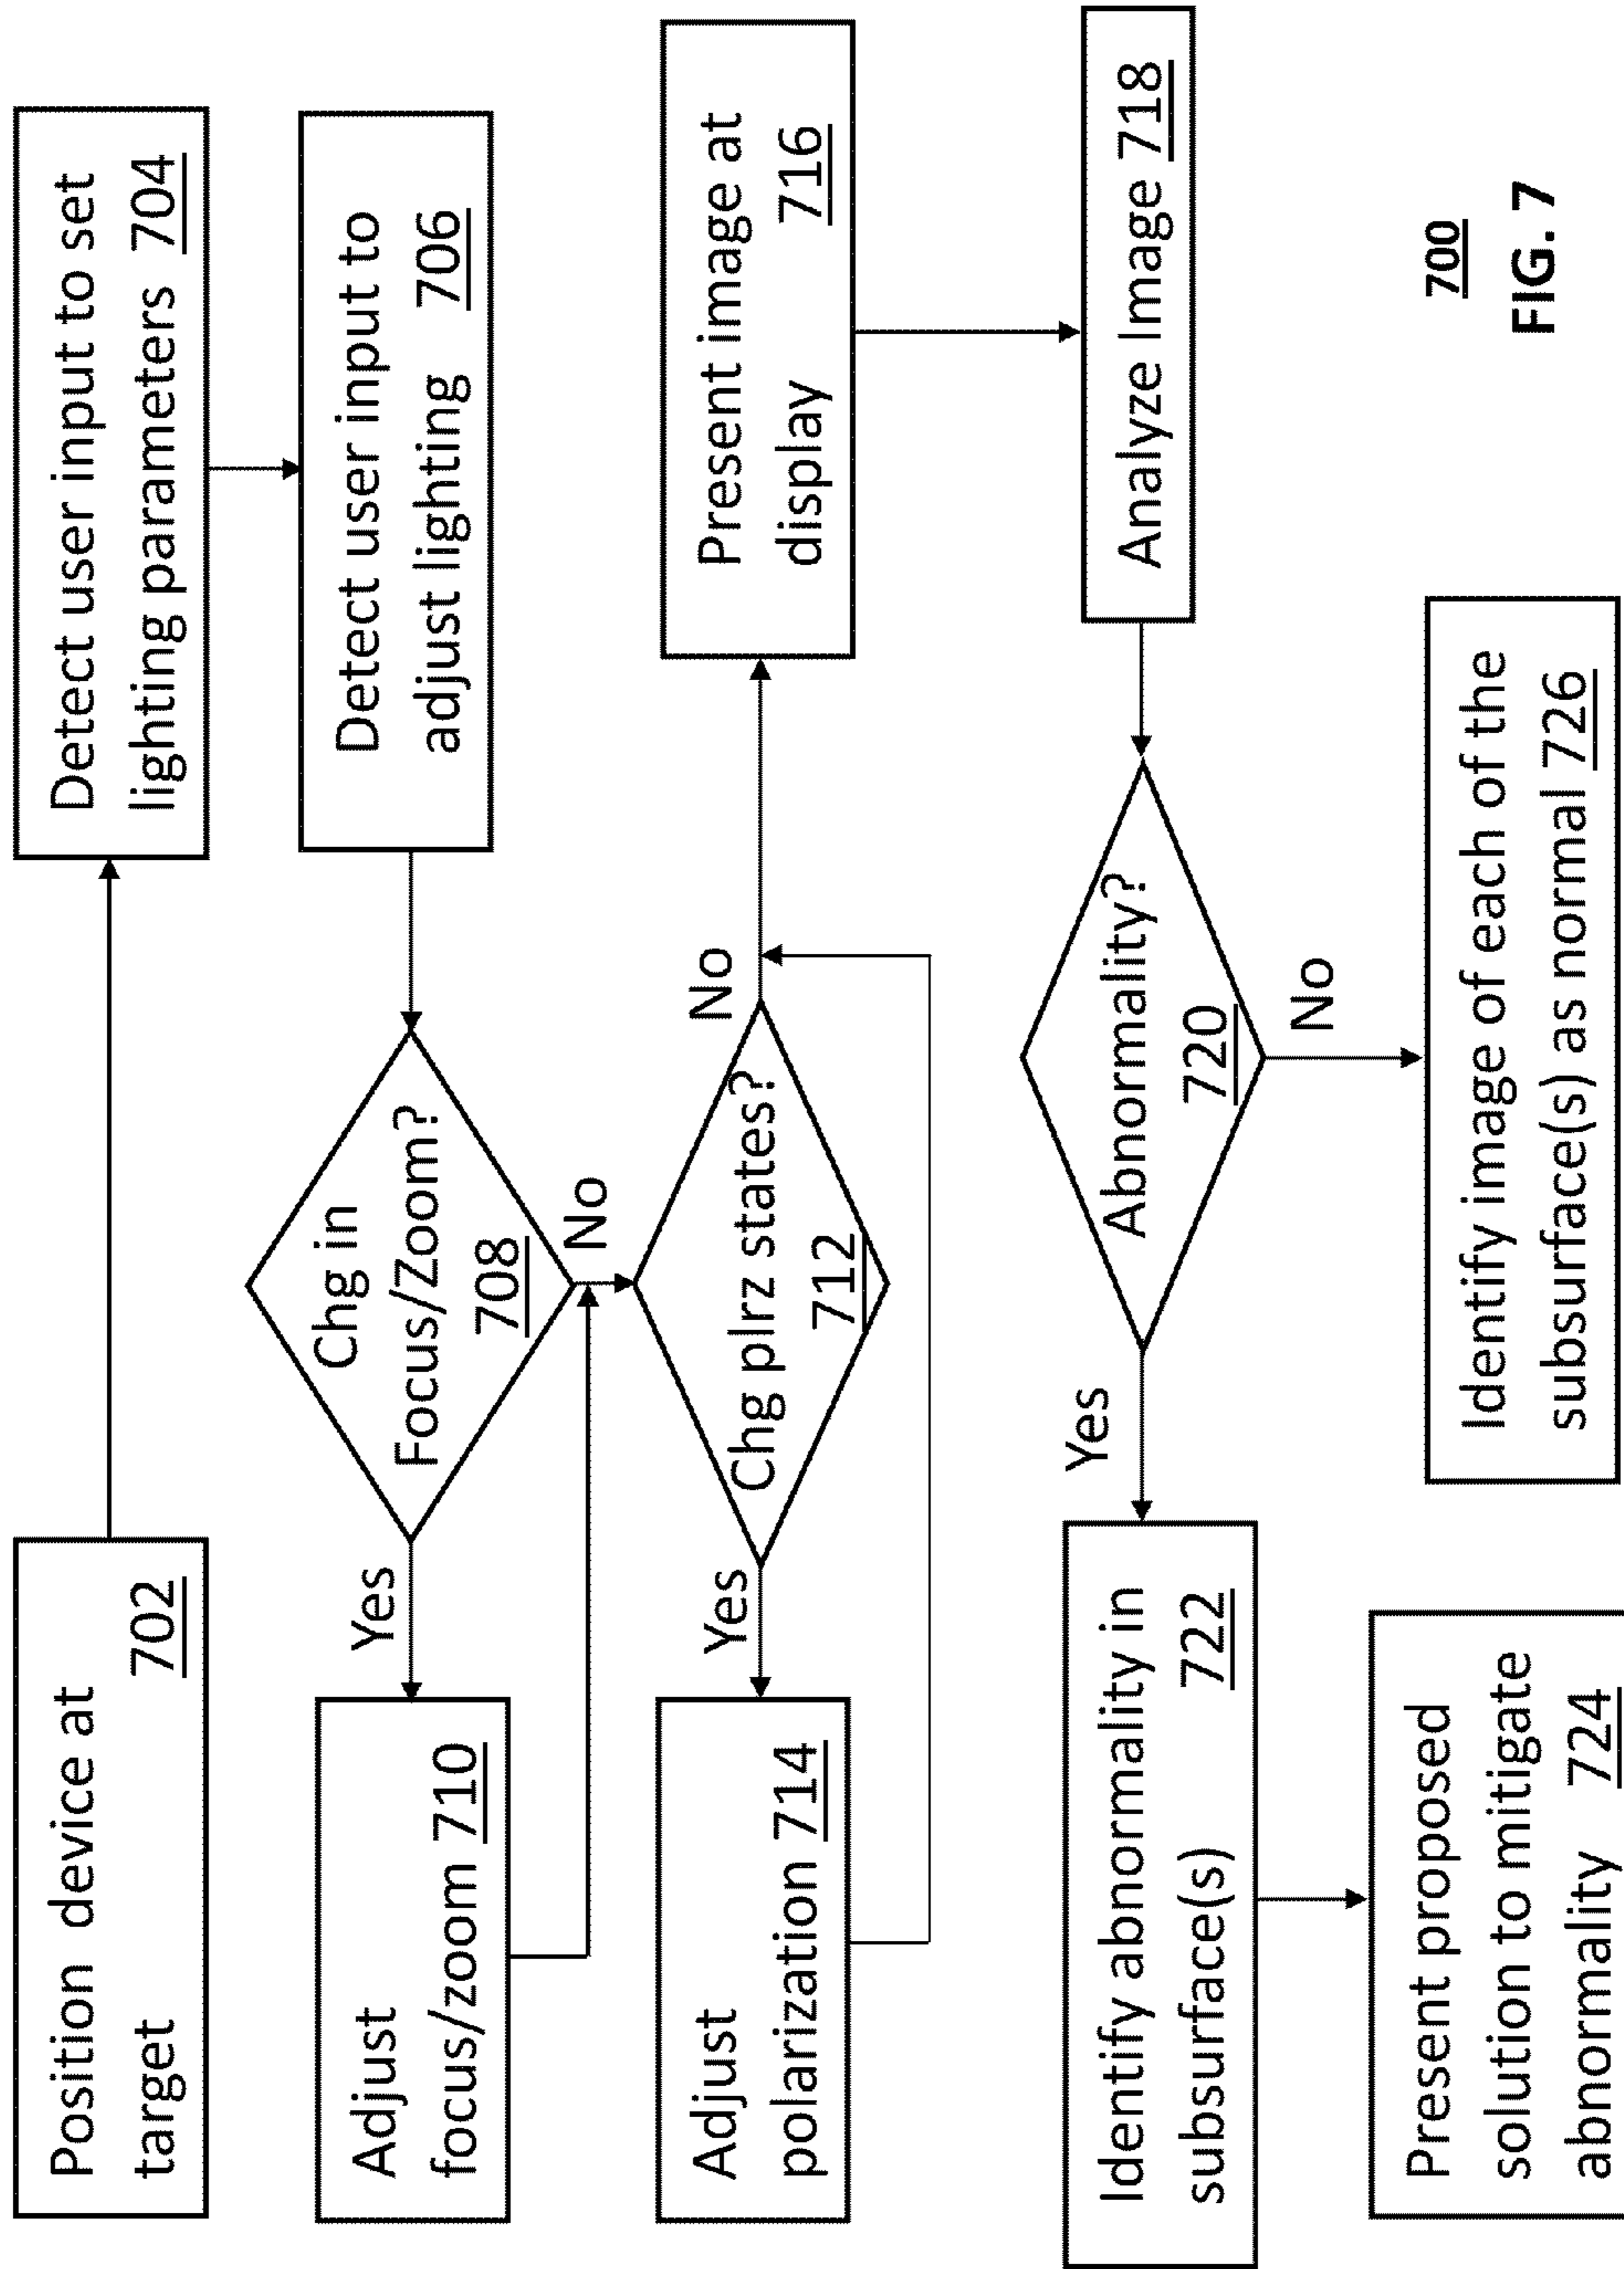 Position device at
target 702
Detect user input to set
lighting parameters 704
Detect user input to
adjust lighting 706
Chg in
Focus/Zoom?
708
Yes
No
Adjust
focus/zoom 710
Chg plrz states?
712
Yes
No
Adjust
polarization 714
Present image at
display 716
Analyze Image 718
Abnormality?
720
Yes
No
Identify abnormality in
subsurface(s) 722
Present proposed
solution to mitigate
abnormality 724
Identify image of each of the
subsurface(s) as normal 726
700
FIG. 7